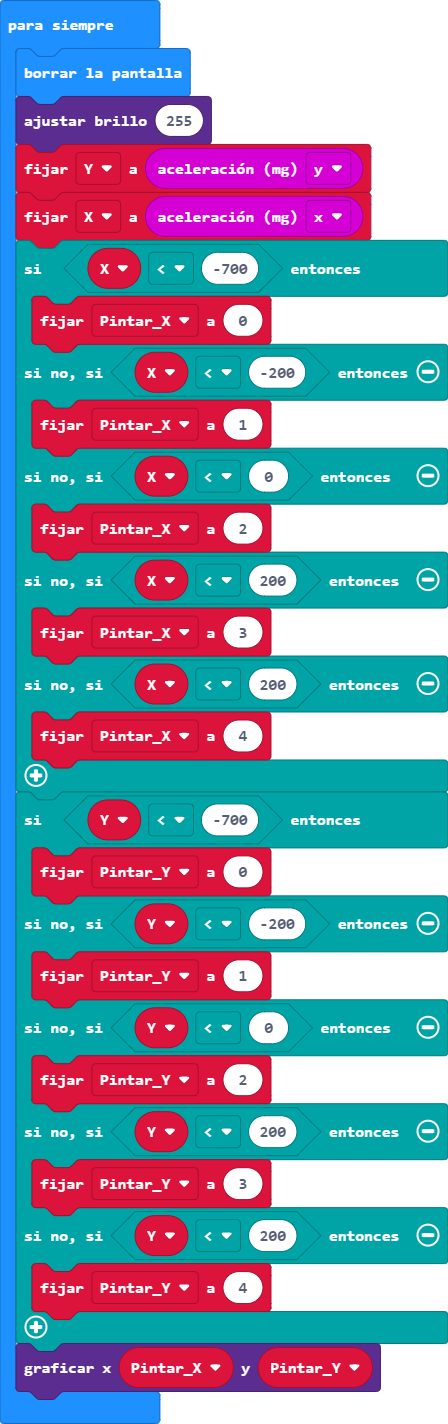 para siempre
borrar la pantalla
ajustar brillo 255
fijar Y a aceleración (mg) y
fijar X a aceleración (mg) x
si X < -700 entonces
fijar Pintar_X a 0
si no, si X < -200 entonces
fijar Pintar_X a 1
si no, si X < 0 entonces
fijar Pintar_X a 2
si no, si X < 200 entonces
fijar Pintar_X a 3
si no, si X < 200 entonces
fijar Pintar_X a 4
si Y < -700 entonces
fijar Pintar_Y a 0
si no, si Y < -200 entonces
fijar Pintar_Y a 1
si no, si Y < 0 entonces
fijar Pintar_Y a 2
si no, si Y < 200 entonces
fijar Pintar_Y a 3
si no, si Y < 200 entonces
fijar Pintar_Y a 4
graficar x Pintar_X y Pintar_Y